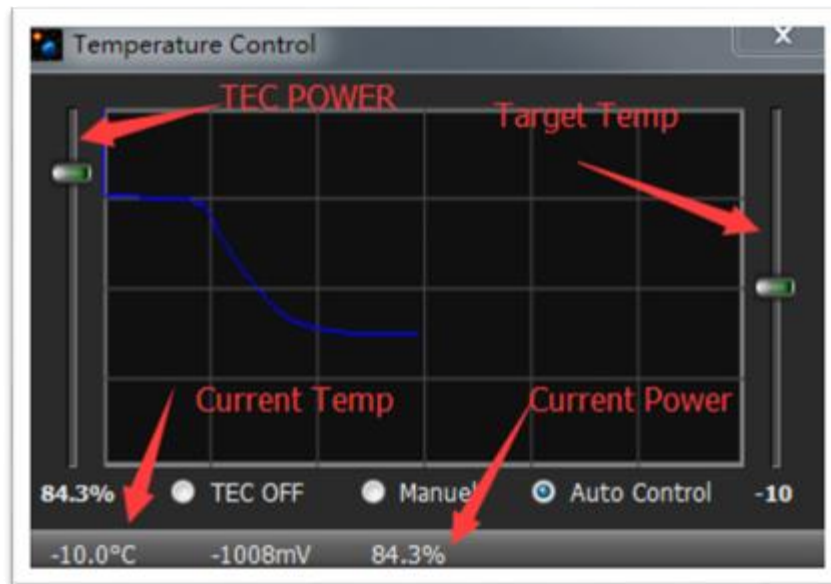 Temperature Control
X
TEC POWER
Target Temp
Current Temp
Current Power
84.3% TEC OFF Manuel Auto Control -10
-10.0°C -1008mV 84.3%